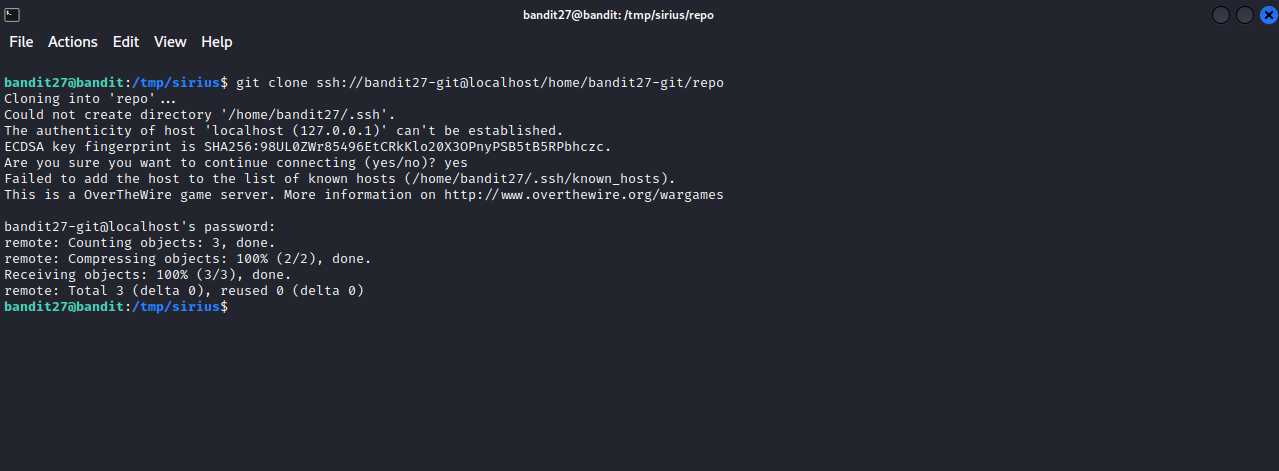 bandit27@bandit: /tmp/sirius/repo
File Actions Edit View Help
bandit27@bandit:/tmp/sirius$ git clone ssh://bandit27-git@localhost/home/bandit27-git/repo
Cloning into 'repo'...
Could not create directory '/home/bandit27/.ssh'.
The authenticity of host 'localhost (127.0.0.1)' can't be established.
ECDSA key fingerprint is SHA256:98UL0ZWr85496EtCRkKlo20X3OPnyPSB5tB5RPbhczc.
Are you sure you want to continue connecting (yes/no)? yes
Failed to add the host to the list of known hosts (/home/bandit27/.ssh/known_hosts).
This is a OverTheWire game server. More information on http://www.overthewire.org/wargames
bandit27-git@localhost's password:
remote: Counting objects: 3, done.
remote: Compressing objects: 100% (2/2), done.
Receiving objects: 100% (3/3), done.
remote: Total 3 (delta 0), reused 0 (delta 0)
bandit27@bandit:/tmp/sirius$